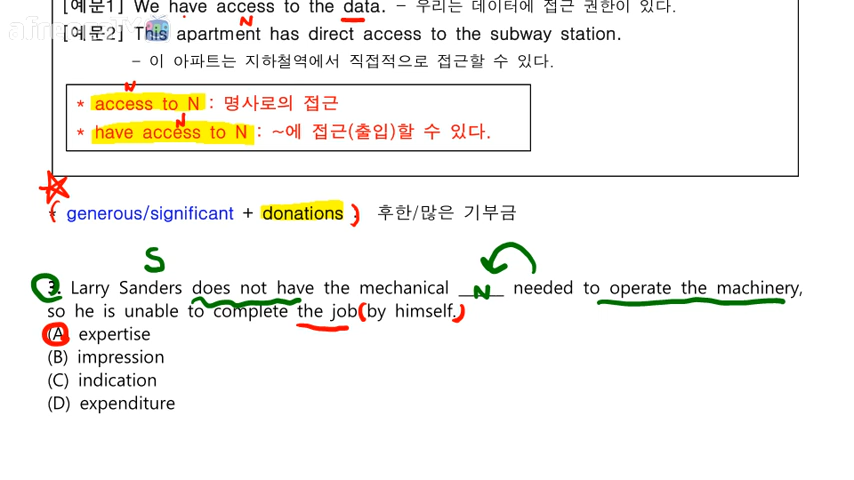 [예문1] We have access to the data. – 우리는 데이터에 접근 권한이 있다.
N
[예문2] This apartment has direct access to the subway station.
– 이 아파트는 지하철역에서 직접적으로 접근할 수 있다.
N
* access to N : 명사로의 접근
N
* have access to N : ~에 접근(출입)할 수 있다.
* ( generous/significant + donations ) 후한/많은 기부금
S
3. Larry Sanders does not have the mechanical N needed to operate the machinery,
so he is unable to complete the job (by himself.)
(A) expertise
(B) impression
(C) indication
(D) expenditure